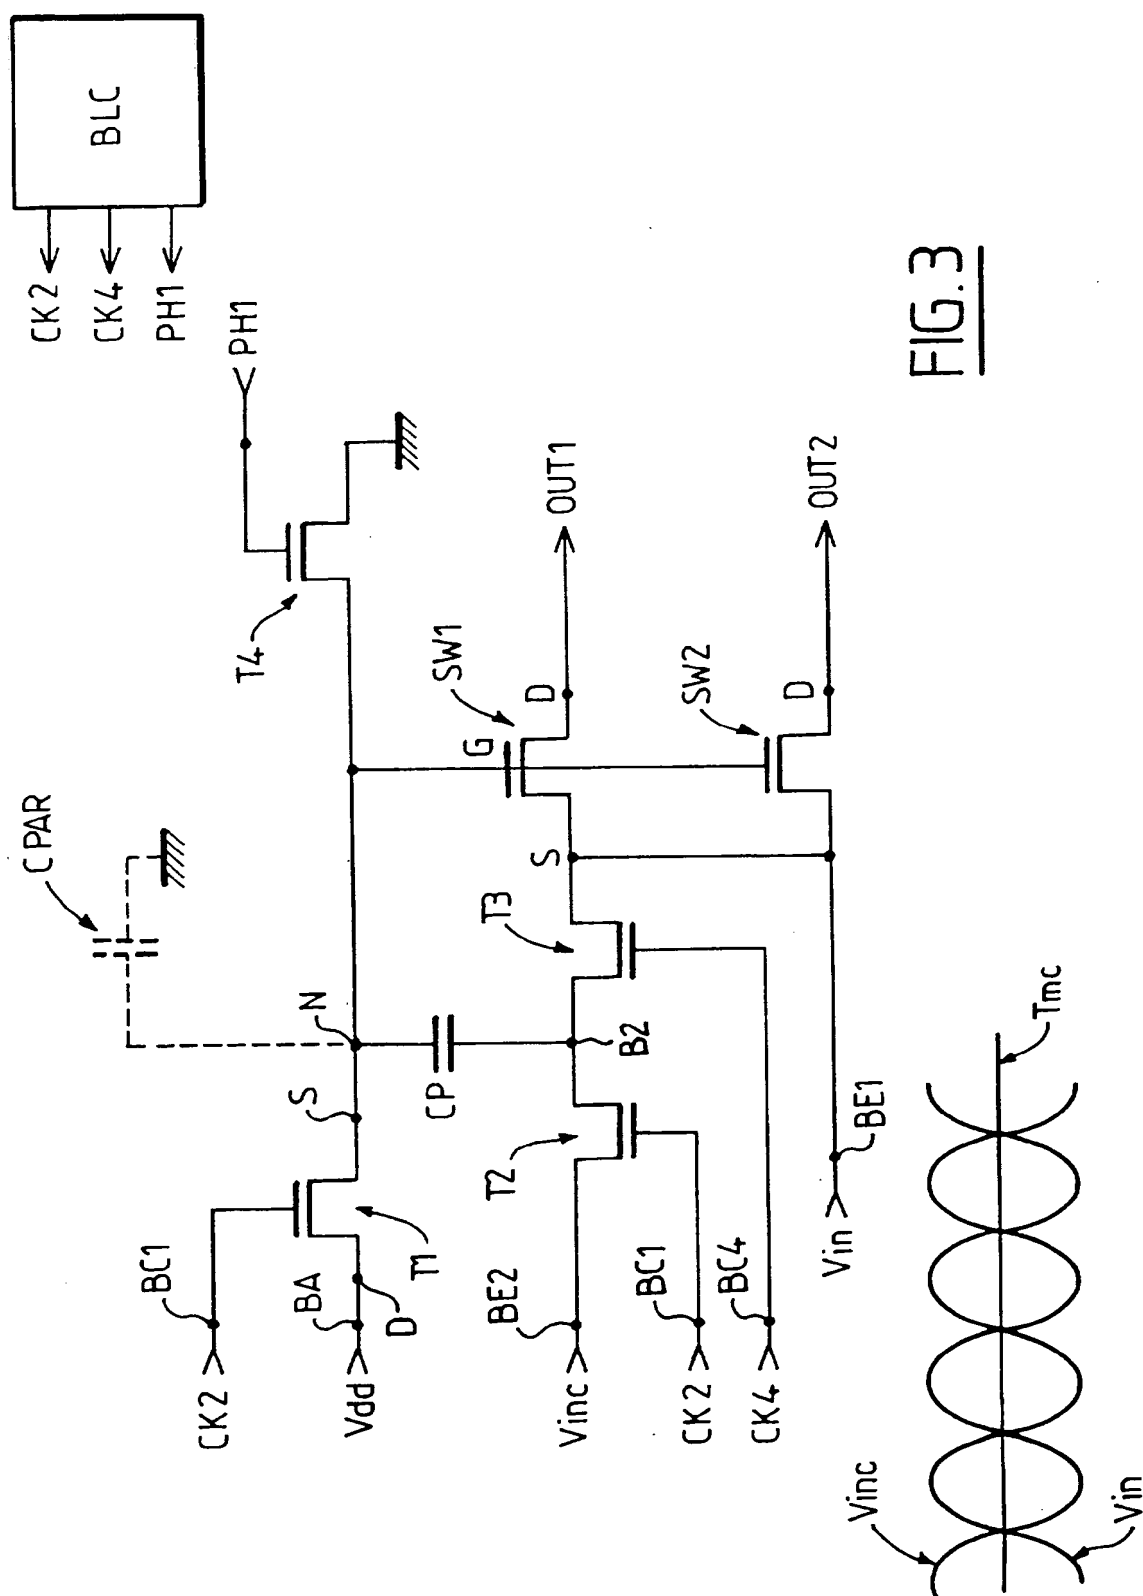 BLC
CK2
CK4
PH1
PH1
T4
CPAR
SW1
G
D
OUT1
SW2
D
OUT2
S
T3
N
S
CP
B2
T2
BC1
CK2
T1
BA
D
Vdd
BE2
Vinc
BC1
CK2
BC4
CK4
BE1
Vin
Tmc
Vinc
Vin
FIG.3